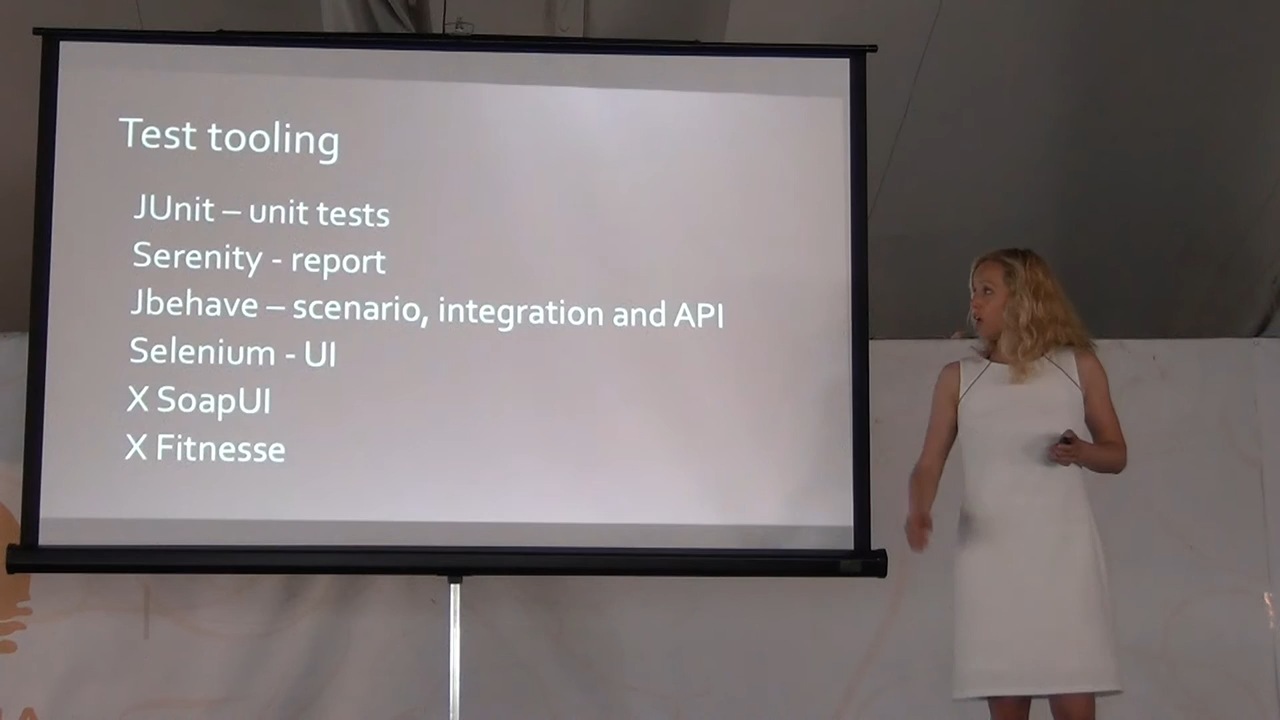 Test tooling
JUnit – unit tests
Serenity - report
Jbehave – scenario, integration and API
Selenium - UI
X SoapUI
X Fitnesse